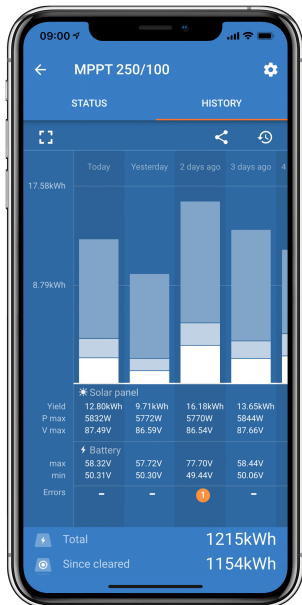 09:00
MPPT 250/100
STATUS HISTORY
Today Yesterday 2 days ago 3 days ago 4
17.58kWh
8.79kWh
Solar panel
Yield 12.80kWh 9.71kWh 16.18kWh 13.65kWh
P max 5832W 5772W 5770W 5844W
V max 87.49V 86.59V 86.54V 87.66V
Battery
max 58.32V 57.72V 77.70V 58.44V
min 50.31V 50.30V 49.44V 50.06V
Errors – – 1 –
Total 1215kWh
Since cleared 1154kWh